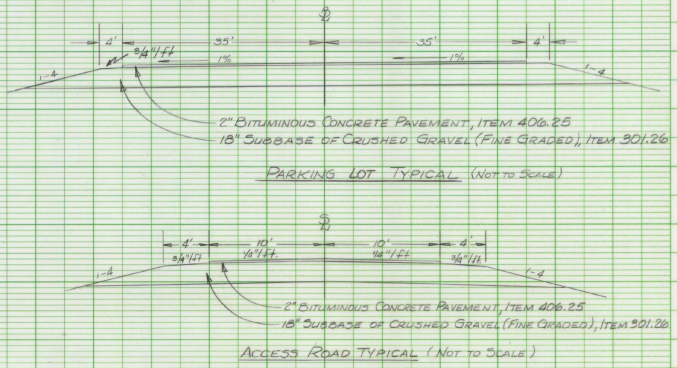 ℄
4' 35' 35' 4'
3/4"/ft
1% 1%
1-4 1-4
2" BITUMINOUS CONCRETE PAVEMENT, ITEM 406.25
18" SUBBASE OF CRUSHED GRAVEL (FINE GRADED), ITEM 301.26
PARKING LOT TYPICAL (NOT TO SCALE)
℄
4' 10' 10' 4'
3/4"/ft 1/4"/ft. 1/4"/ft 3/4"/ft
1-4 1-4
2" BITUMINOUS CONCRETE PAVEMENT, ITEM 406.25
18" SUBBASE OF CRUSHED GRAVEL (FINE GRADED), ITEM 301.26
ACCESS ROAD TYPICAL (NOT TO SCALE)